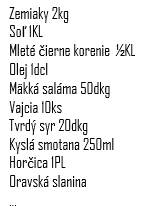 Zemiaky 2kg
Soľ 1KL
Mleté čierne korenie ½KL
Olej 1dcl
Mäkká saláma 50dkg
Vajcia 10ks
Tvrdý syr 20dkg
Kyslá smotana 250ml
Horčica 1PL
Oravská slanina
...